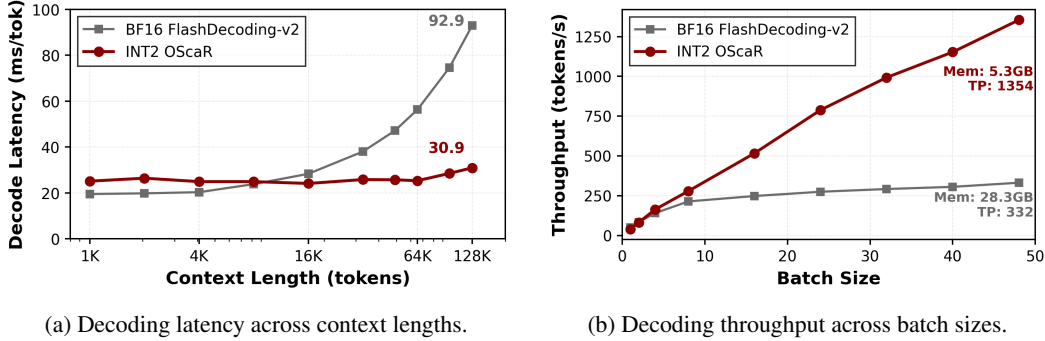 BF16 FlashDecoding-v2
INT2 OScaR
92.9
30.9
Decode Latency (ms/tok)
0
20
40
60
80
100
1K
4K
16K
64K
128K
Context Length (tokens)
(a) Decoding latency across context lengths.
BF16 FlashDecoding-v2
INT2 OScaR
Mem: 5.3GB
TP: 1354
Mem: 28.3GB
TP: 332
Throughput (tokens/s)
0
250
500
750
1000
1250
0
10
20
30
40
50
Batch Size
(b) Decoding throughput across batch sizes.